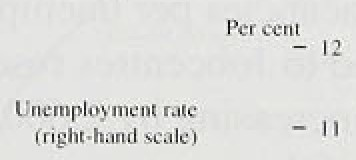 Per cent
– 12
Unemployment rate
(right-hand scale)
– 11